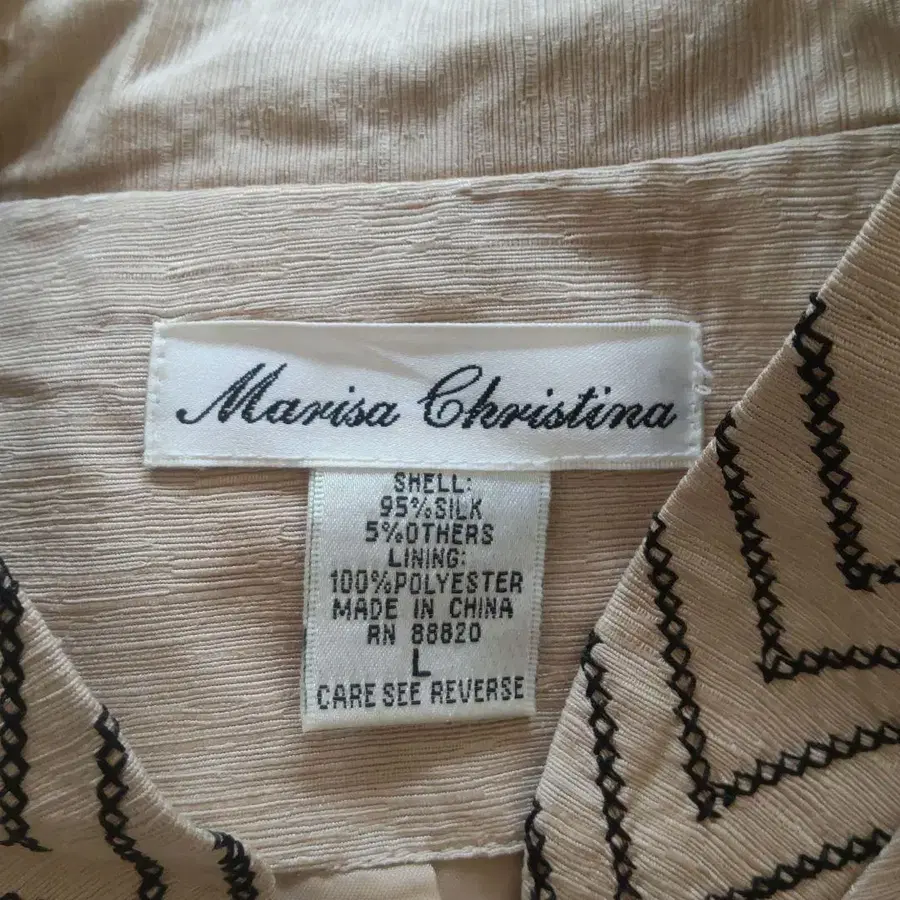 Marisa Christina
SHELL:
95%SILK
5%OTHERS
LINING:
100%POLYESTER
MADE IN CHINA
RN 88820
L
CARE SEE REVERSE